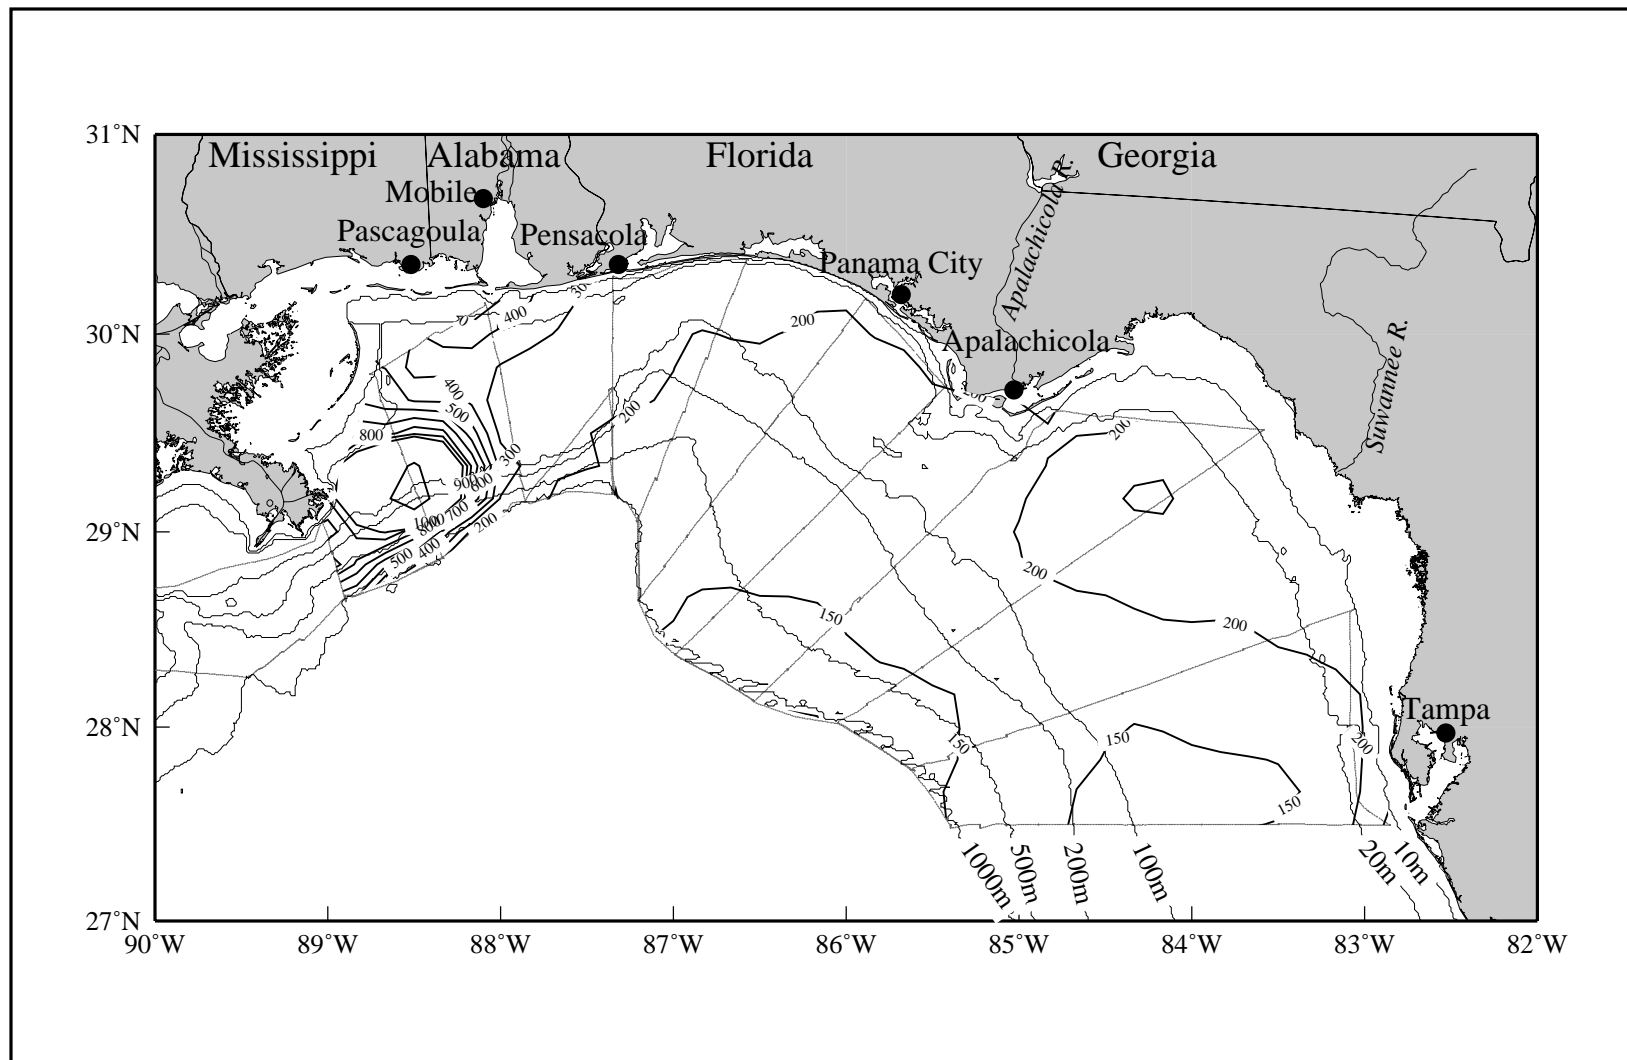 31°N
Mississippi Alabama Florida Georgia
Mobile
Apalachicola R.
Pascagoula Pensacola
Panama City
400
200
30°N
Apalachicola
Suwannee R.
400
500
200
200
800
300
900
800
700
29°N
200
500
400
200
150
200
28°N
Tampa
150
150
200
150
1000m 500m 200m 100m 20m 10m
27°N
90°W 89°W 88°W 87°W 86°W 85°W 84°W 83°W 82°W